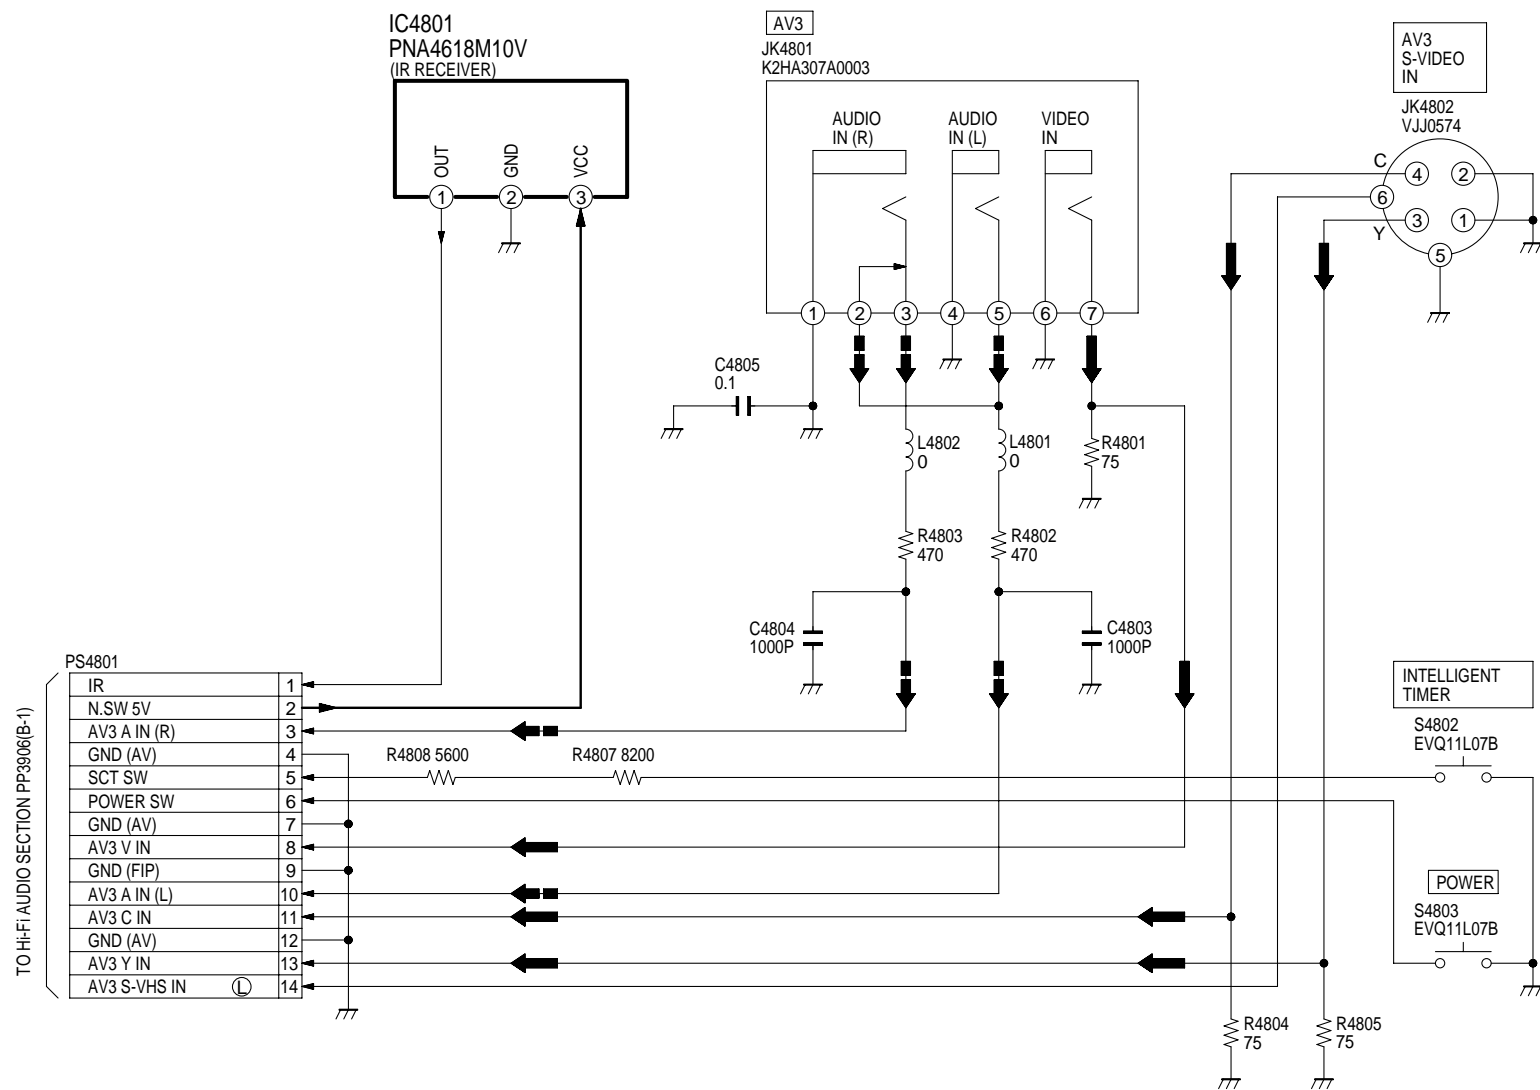 IC4801
PNA4618M10V
(IR RECEIVER)
OUT
GND
VCC
1
2
3
AV3
JK4801
K2HA307A0003
AUDIO
IN (R)
AUDIO
IN (L)
VIDEO
IN
1
2
3
4
5
6
7
AV3
S-VIDEO
IN
JK4802
VJJ0574
C
4
2
6
3
1
Y
5
C4805
0.1
L4802
0
L4801
0
R4801
75
R4803
470
R4802
470
C4804
1000P
C4803
1000P
PS4801
IR 1
N.SW 5V 2
AV3 A IN (R) 3
GND (AV) 4
SCT SW 5
POWER SW 6
GND (AV) 7
AV3 V IN 8
GND (FIP) 9
AV3 A IN (L) 10
AV3 C IN 11
GND (AV) 12
AV3 Y IN 13
AV3 S-VHS IN Ⓛ 14
TO Hi-Fi AUDIO SECTION PP3906(B-1)
R4808 5600
R4807 8200
INTELLIGENT
TIMER
S4802
EVQ11L07B
POWER
S4803
EVQ11L07B
R4804
75
R4805
75